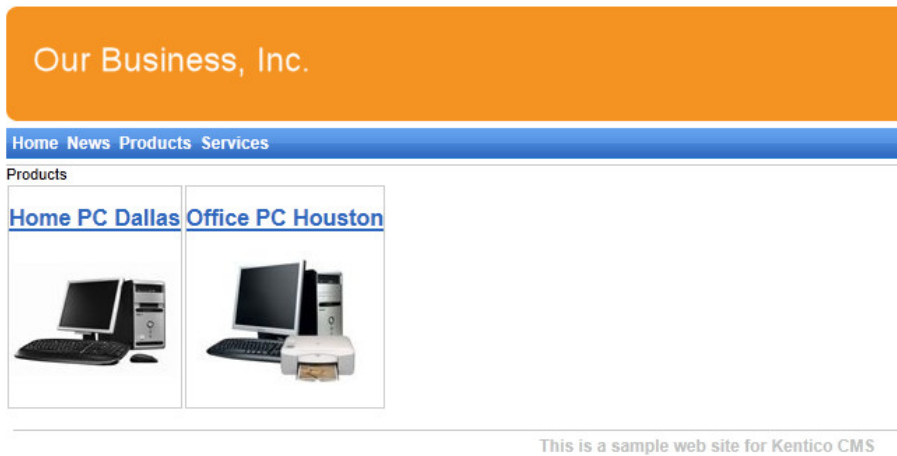 Our Business, Inc.
Home News Products Services
Products
Home PC Dallas Office PC Houston
This is a sample web site for Kentico CMS